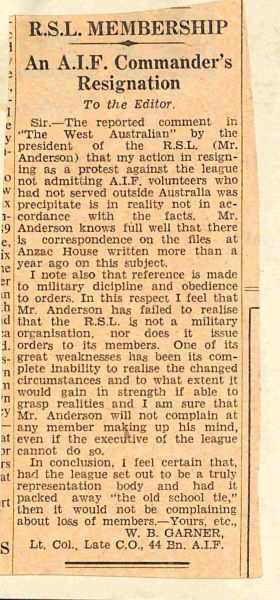 R.S.L. MEMBERSHIP
An A.I.F. Commander's
Resignation
To the Editor.
Sir.—The reported comment in
"The West Australian" by the
president of the R.S.L. (Mr.
Anderson) that my action in resign-
ing as a protest against the league
not admitting A.I.F. volunteers who
had not served outside Australia was
precipitate is in reality not in ac-
cordance with the facts. Mr.
Anderson knows full well that there
is correspondence on the files at
Anzac House written more than a
year ago on this subject.
I note also that reference is made
to military dicipline and obedience
to orders. In this respect I feel that
Mr. Anderson has failed to realise
that the R.S.L. is not a military
organisation, nor does it issue
orders to its members. One of its
great weaknesses has been its com-
plete inability to realise the changed
circumstances and to what extent it
would gain in strength if able to
grasp realities and I am sure that
Mr. Anderson will not complain at
any member making up his mind,
even if the executive of the league
cannot do so.
In conclusion, I feel certain that,
had the league set out to be a truly
representation body and had it
packed away "the old school tie,"
then it would not be complaining
about loss of members.—Yours, etc.,
W. B. GARNER,
Lt. Col., Late C.O., 44 Bn. A.I.F.